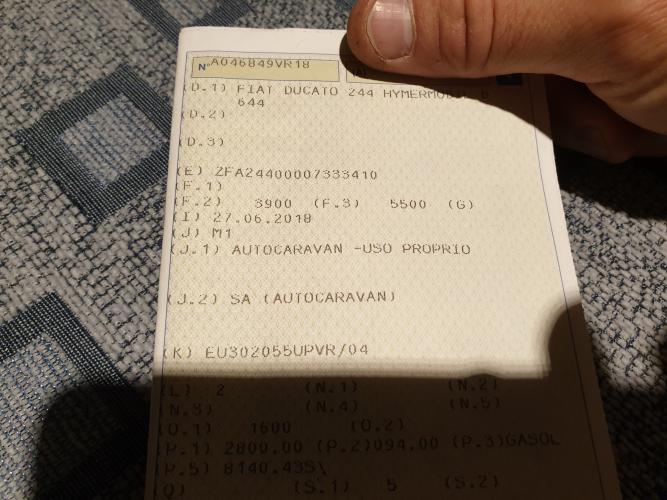 N° A046849VR18
(D.1) FIAT DUCATO 244 HYMERMOBIL B
644
(D.2)
(D.3)
(E) ZFA24400007333410
(F.1)
(F.2) 3900 (F.3) 5500 (G)
(I) 27.06.2018
(J) M1
(J.1) AUTOCARAVAN -USO PROPRIO
(J.2) SA (AUTOCARAVAN)
(K) EU302055UPVR/04
(L) 2 (N.1) (N.2)
(N.3) (N.4) (N.5)
(O.1) 1600 (O.2)
(P.1) 2800,00 (P.2)094,00 (P.3)GASOL
(P.5) 8140.43S\
(Q) (S.1) 5 (S.2)